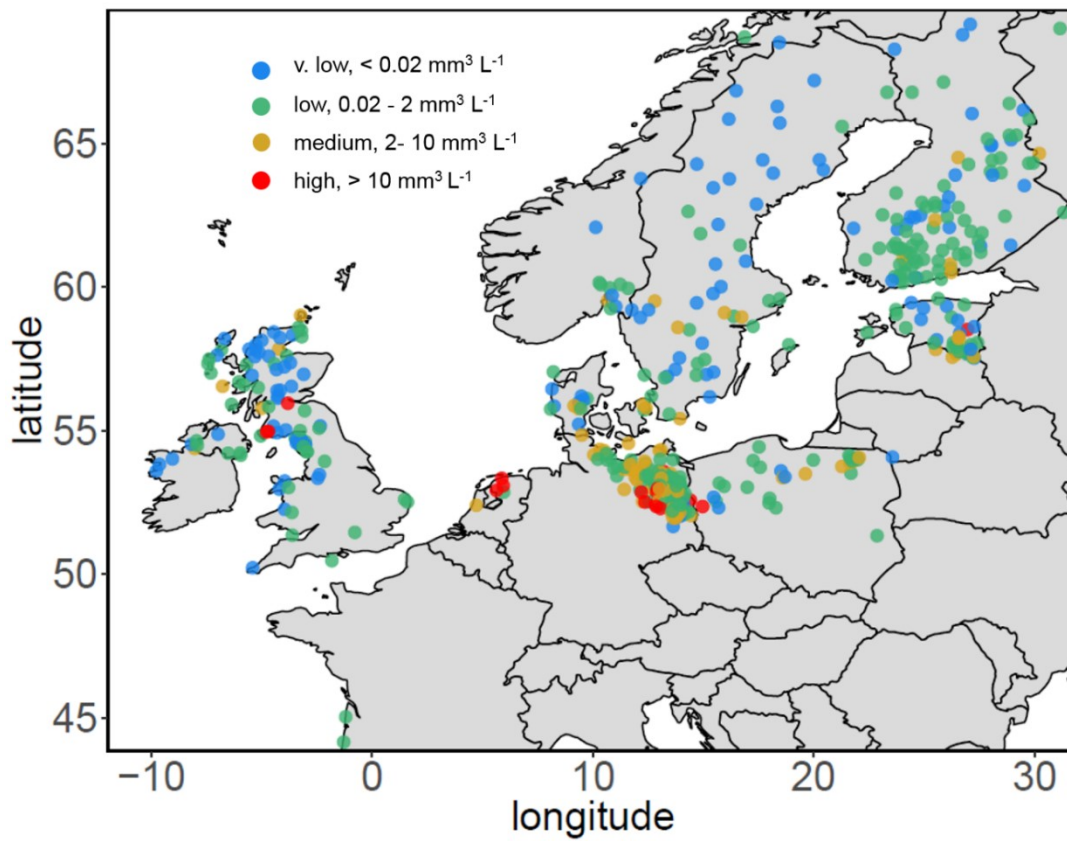 v. low, < 0.02 mm³ L⁻¹
low, 0.02 - 2 mm³ L⁻¹
medium, 2- 10 mm³ L⁻¹
high, > 10 mm³ L⁻¹
65
60
55
50
45
latitude
−10 0 10 20 30
longitude